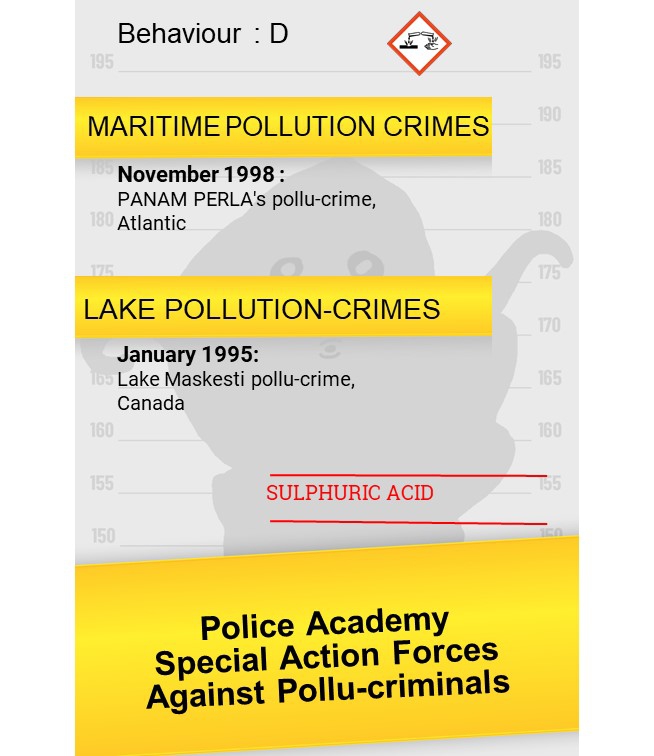 Behaviour : D
195 195
MARITIME POLLUTION CRIMES
190
185 November 1998 : 185
PANAM PERLA's pollu-crime,
180 Atlantic 180
175 175
LAKE POLLUTION-CRIMES
170
January 1995:
165 Lake Maskesti pollu-crime, 165
Canada
160 160
155 SULPHURIC ACID 155
150 150
Police Academy
Special Action Forces
Against Pollu-criminals